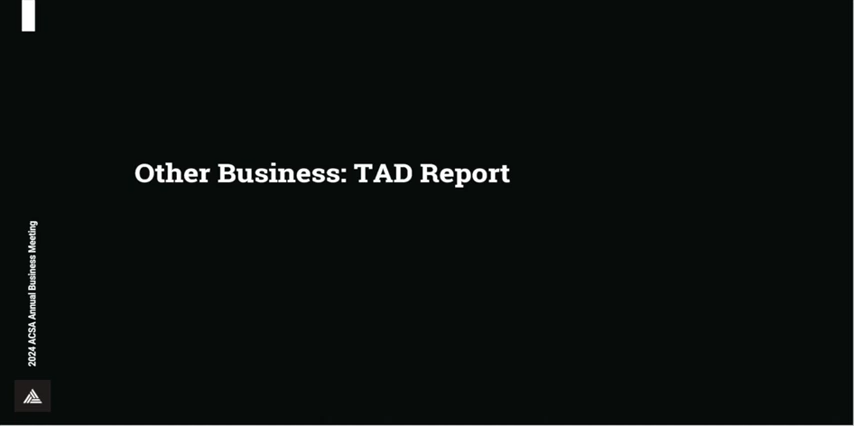 Other Business: TAD Report
2024 ACSA Annual Business Meeting